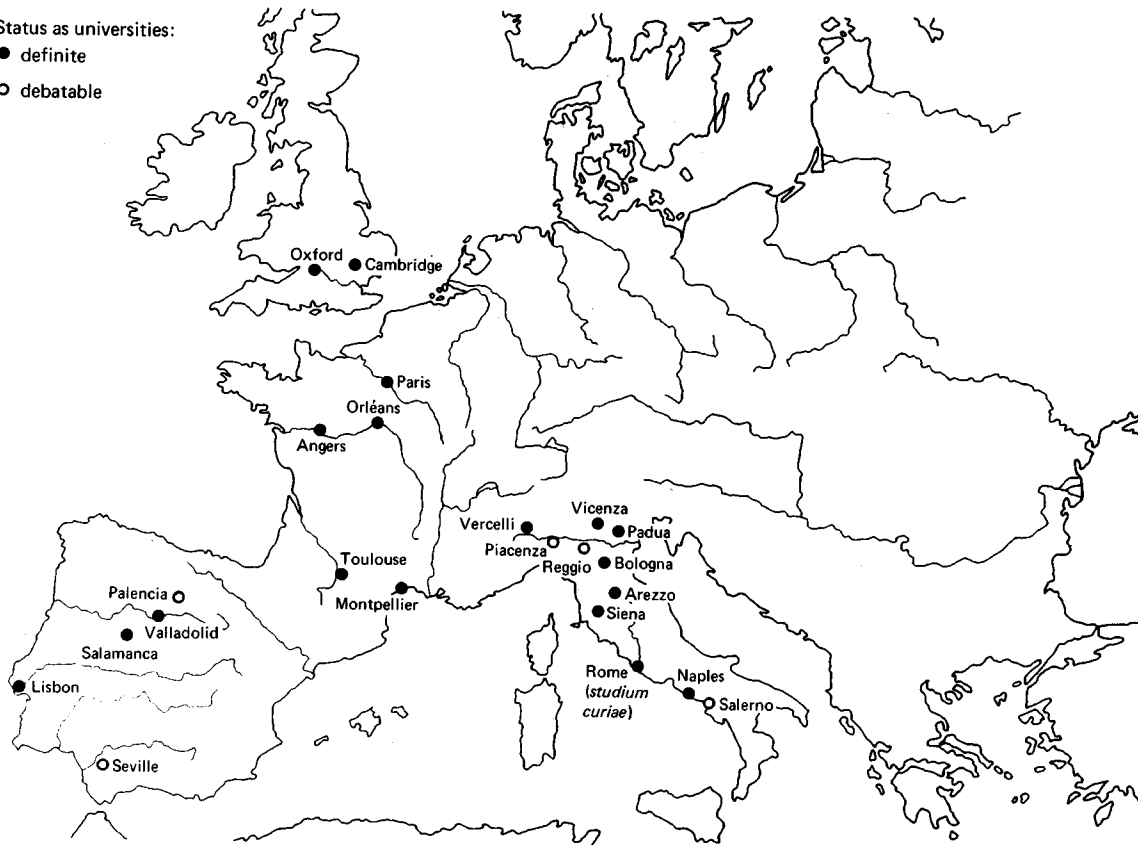 Status as universities:
definite
debatable
Oxford
Cambridge
Paris
Orléans
Angers
Vicenza
Vercelli
Padua
Piacenza
Reggio
Bologna
Toulouse
Montpellier
Arezzo
Siena
Palencia
Valladolid
Salamanca
Lisbon
Rome
(studium
curiae)
Naples
Salerno
Seville